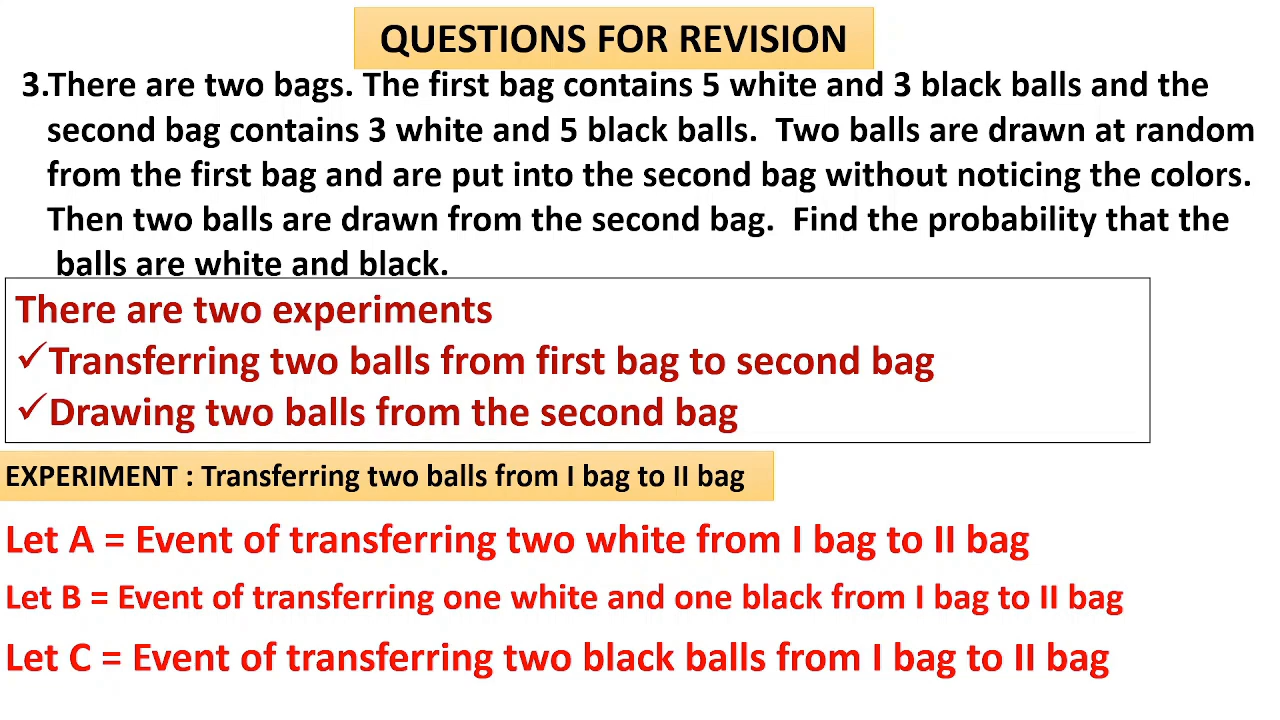 QUESTIONS FOR REVISION
3.There are two bags. The first bag contains 5 white and 3 black balls and the
second bag contains 3 white and 5 black balls. Two balls are drawn at random
from the first bag and are put into the second bag without noticing the colors.
Then two balls are drawn from the second bag. Find the probability that the
balls are white and black.
There are two experiments
✓Transferring two balls from first bag to second bag
✓Drawing two balls from the second bag
EXPERIMENT : Transferring two balls from I bag to II bag
Let A = Event of transferring two white from I bag to II bag
Let B = Event of transferring one white and one black from I bag to II bag
Let C = Event of transferring two black balls from I bag to II bag